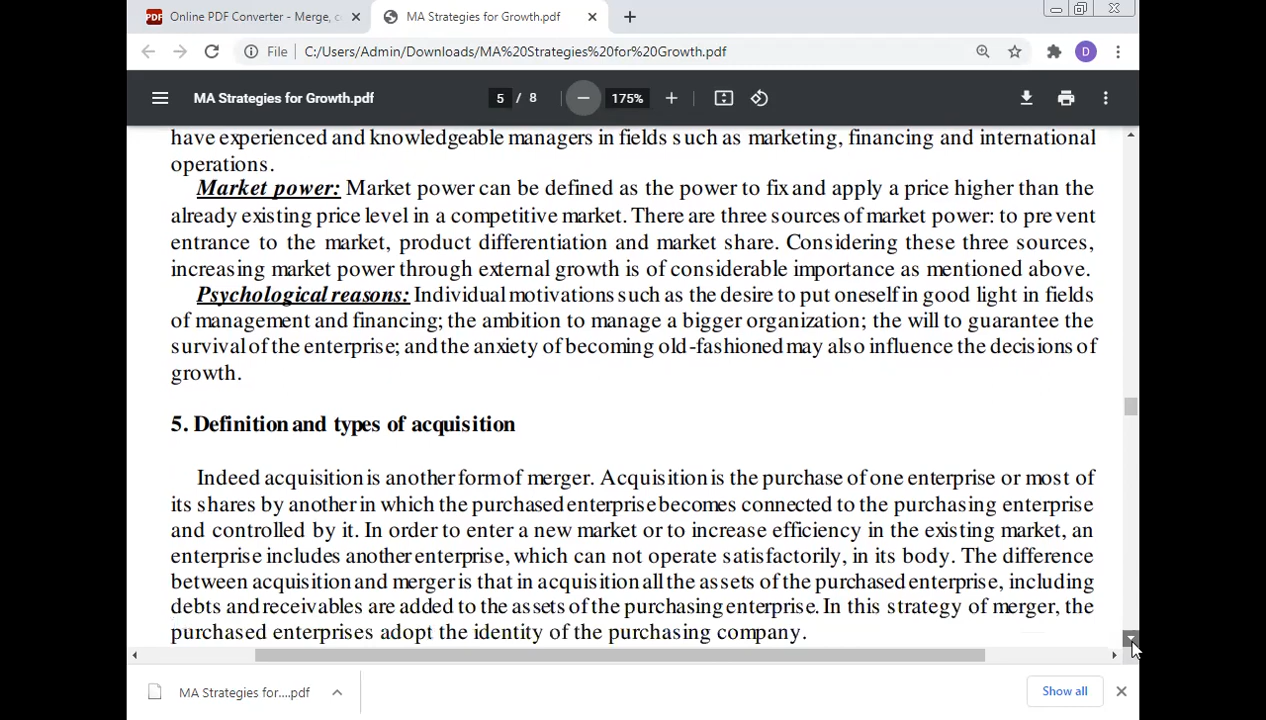 Online PDF Converter - Merge, c
MA Strategies for Growth.pdf
File
C:/Users/Admin/Downloads/MA%20Strategies%20for%20Growth.pdf
D
MA Strategies for Growth.pdf
5 / 8
175%
have experienced and knowledgeable managers in fields such as marketing, financing and international
operations.
Market power: Market power can be defined as the power to fix and apply a price higher than the
already existing price level in a competitive market. There are three sources of market power: to prevent
entrance to the market, product differentiation and market share. Considering these three sources,
increasing market power through external growth is of considerable importance as mentioned above.
Psychological reasons: Individual motivations such as the desire to put oneself in good light in fields
of management and financing; the ambition to manage a bigger organization; the will to guarantee the
survival of the enterprise; and the anxiety of becoming old-fashioned may also influence the decisions of
growth.
5. Definition and types of acquisition
Indeed acquisition is another form of merger. Acquisition is the purchase of one enterprise or most of
its shares by another in which the purchased enterprise becomes connected to the purchasing enterprise
and controlled by it. In order to enter a new market or to increase efficiency in the existing market, an
enterprise includes another enterprise, which can not operate satisfactorily, in its body. The difference
between acquisition and merger is that in acquisition all the assets of the purchased enterprise, including
debts and receivables are added to the assets of the purchasing enterprise. In this strategy of merger, the
purchased enterprises adopt the identity of the purchasing company.
MA Strategies for....pdf
Show all